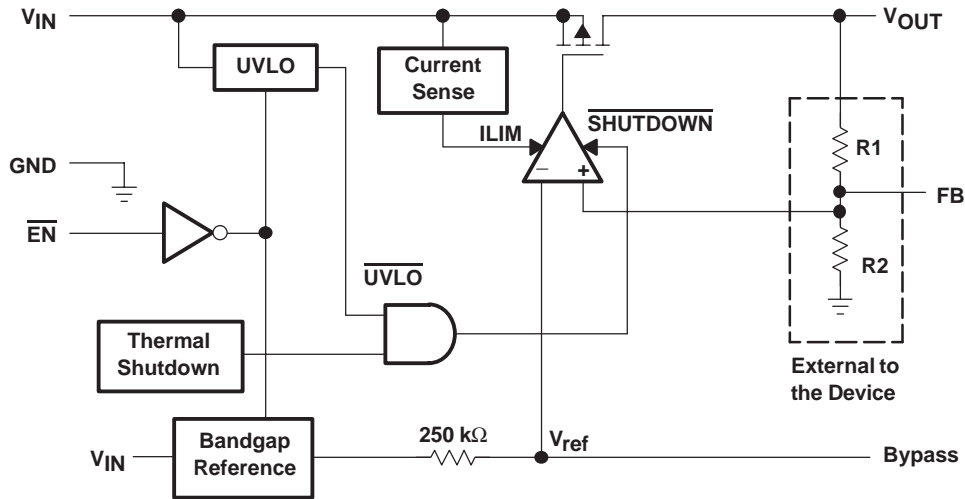 VIN
VOUT
UVLO
Current
Sense
SHUTDOWN
ILIM
R1
GND
− +
FB
EN
R2
UVLO
Thermal
Shutdown
External to
the Device
250 kΩ
Vref
VIN
Bandgap
Reference
Bypass